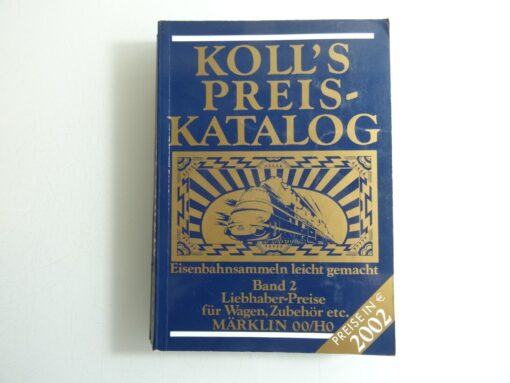 KOLL'S
PREIS-
KATALOG
Eisenbahnsammeln leicht gemacht
Band 2
Liebhaber-Preise
für Wagen, Zubehör etc.
MÄRKLIN 00/H0
PREISE IN €
2002